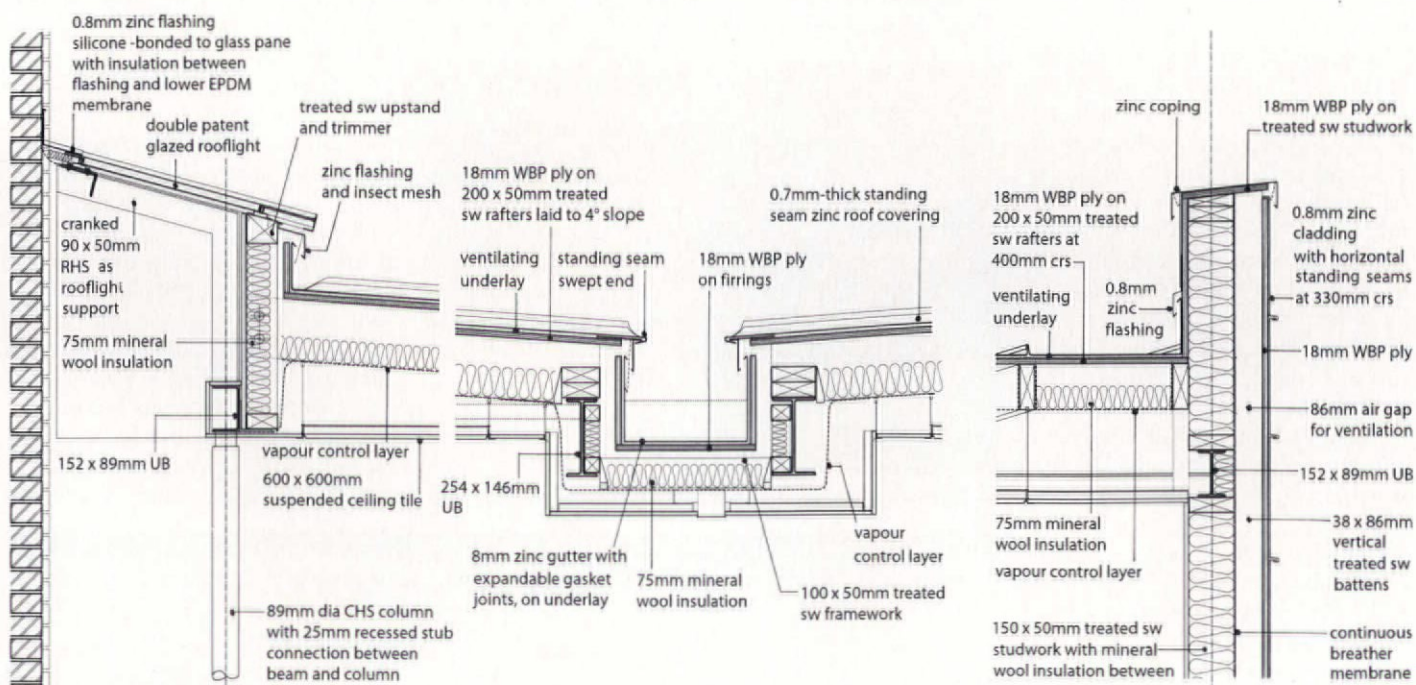 0.8mm zinc flashing
silicone -bonded to glass pane
with insulation between
flashing and lower EPDM
membrane
double patent
glazed rooflight
treated sw upstand
and trimmer
zinc flashing
and insect mesh
cranked
90 x 50mm
RHS as
rooflight
support
75mm mineral
wool insulation
152 x 89mm UB
vapour control layer
600 x 600mm
suspended ceiling tile
89mm dia CHS column
with 25mm recessed stub
connection between
beam and column
18mm WBP ply on
200 x 50mm treated
sw rafters laid to 4° slope
ventilating
underlay
standing seam
swept end
18mm WBP ply
on firrings
0.7mm-thick standing
seam zinc roof covering
254 x 146mm
UB
8mm zinc gutter with
expandable gasket
joints, on underlay
75mm mineral
wool insulation
vapour
control layer
100 x 50mm treated
sw framework
zinc coping
18mm WBP ply on
treated sw studwork
18mm WBP ply on
200 x 50mm treated
sw rafters at
400mm crs
ventilating
underlay
0.8mm
zinc
flashing
0.8mm zinc
cladding
with horizontal
standing seams
at 330mm crs
18mm WBP ply
86mm air gap
for ventilation
152 x 89mm UB
75mm mineral
wool insulation
vapour control layer
38 x 86mm
vertical
treated sw
battens
150 x 50mm treated sw
studwork with mineral
wool insulation between
continuous
breather
membrane